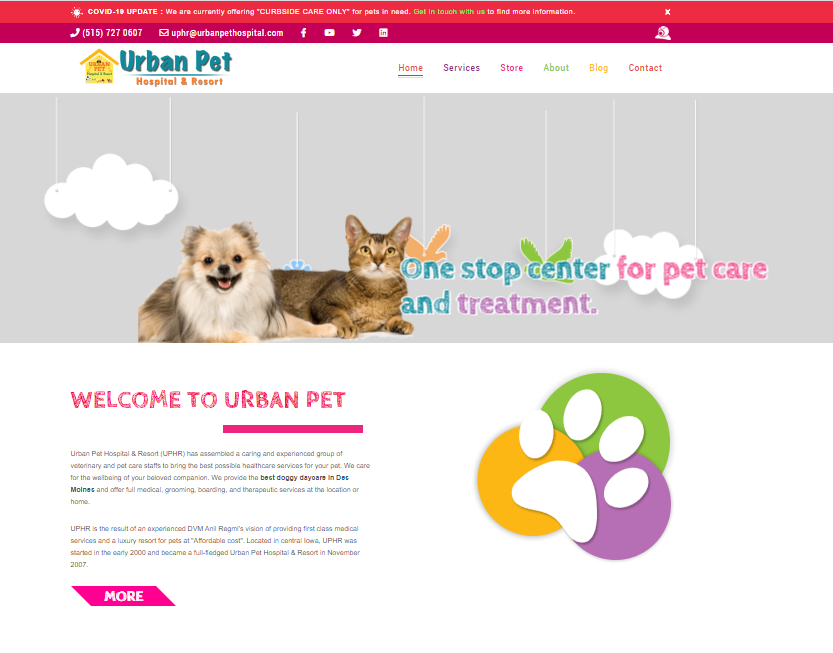 COVID-19 UPDATE : We are currently offering "CURBSIDE CARE ONLY" for pets in need. Get in touch with us to find more information. x
(515) 727 0607 uphr@urbanpethospital.com
URBAN PET
Hospital & Resort
Urban Pet
Hospital & Resort
Home Services Store About Blog Contact
One stop center for pet care
and treatment.
WELCOME TO URBAN PET
Urban Pet Hospital & Resort (UPHR) has assembled a caring and experienced group of
veterinary and pet care staffs to bring the best possible healthcare services for your pet. We care
for the wellbeing of your beloved companion. We provide the best doggy daycare in Des
Moines and offer full medical, grooming, boarding, and therapeutic services at the location or
home.
UPHR is the result of an experienced DVM Anil Regmi's vision of providing first class medical
services and a luxury resort for pets at "Affordable cost". Located in central Iowa, UPHR was
started in the early 2000 and became a full-fledged Urban Pet Hospital & Resort in November
2007.
MORE